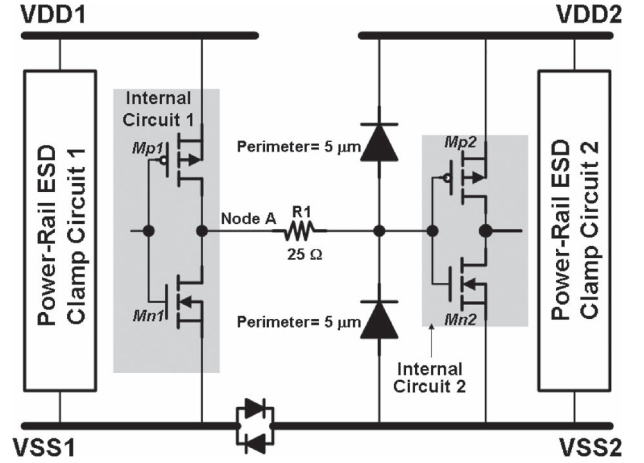 VDD1
VDD2
Power-Rail ESD
Clamp Circuit 1
Internal
Circuit 1
Mp1
Mn1
Node A
R1
25 Ω
Perimeter= 5 μm
Perimeter= 5 μm
Mp2
Mn2
Internal
Circuit 2
Power-Rail ESD
Clamp Circuit 2
VSS1
VSS2